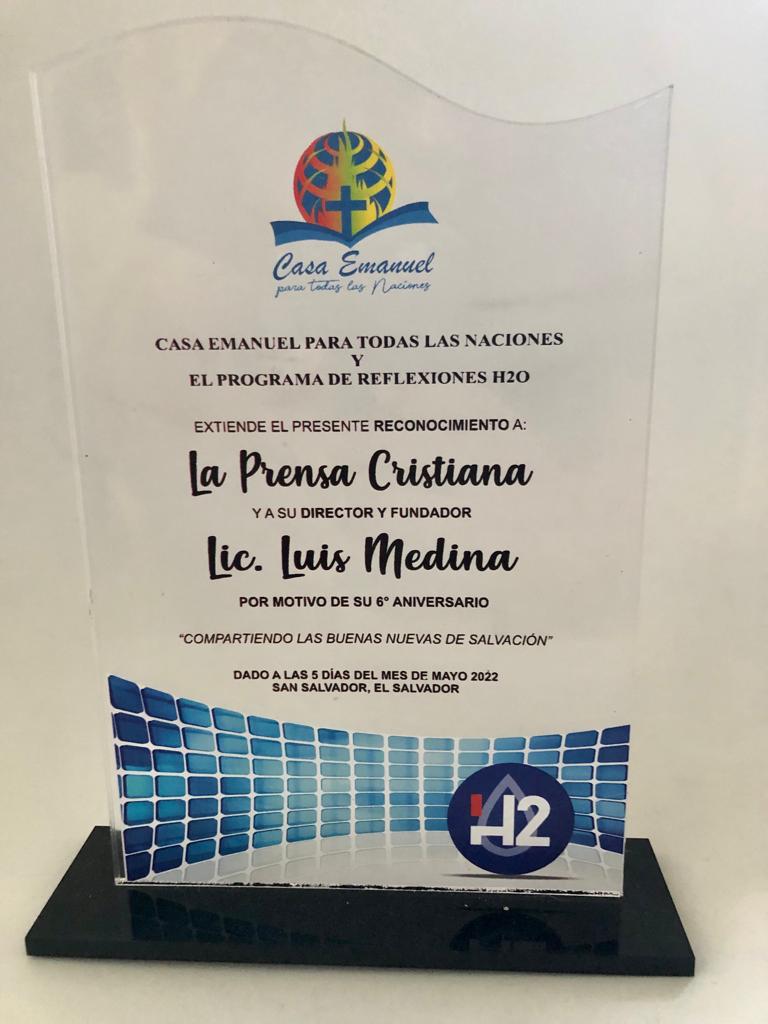 Casa Emanuel
para todas las Naciones
CASA EMANUEL PARA TODAS LAS NACIONES
Y
EL PROGRAMA DE REFLEXIONES H2O
EXTIENDE EL PRESENTE RECONOCIMIENTO A:
La Prensa Cristiana
Y A SU DIRECTOR Y FUNDADOR
Lic. Luis Medina
POR MOTIVO DE SU 6° ANIVERSARIO
“COMPARTIENDO LAS BUENAS NUEVAS DE SALVACIÓN”
DADO A LAS 5 DÍAS DEL MES DE MAYO 2022
SAN SALVADOR, EL SALVADOR
H2